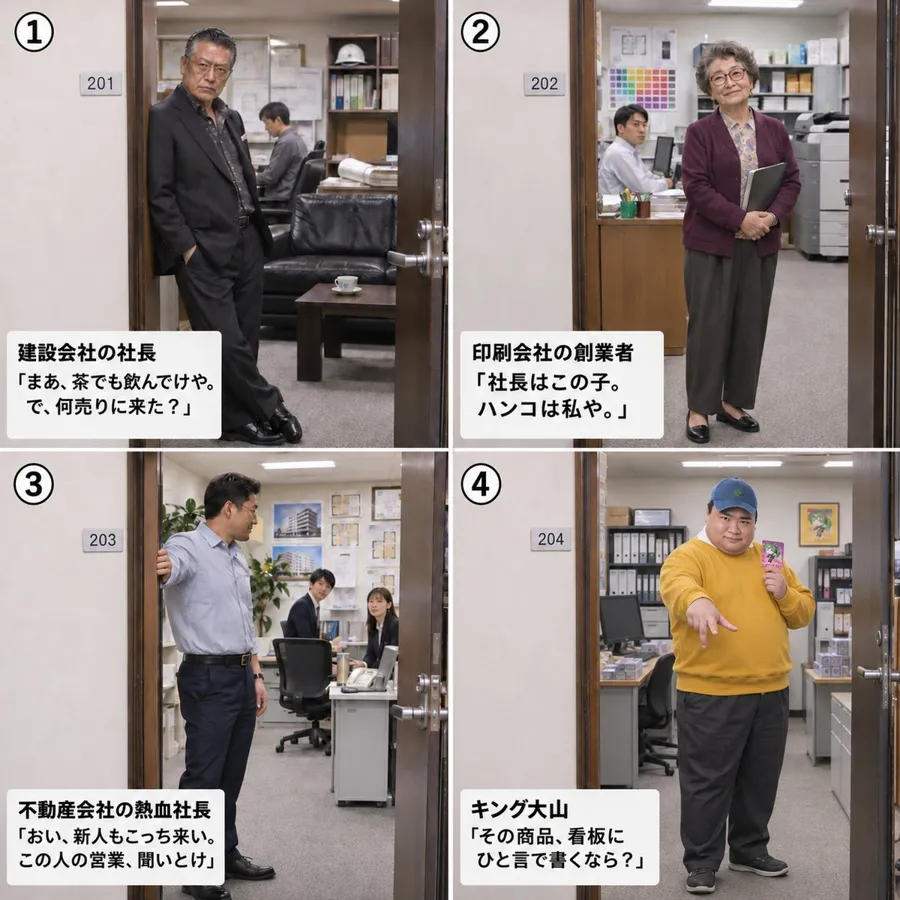 ①
201
建設会社の社長
「まあ、茶でも飲んでけや。
で、何売りに来た？」
②
202
印刷会社の創業者
「社長はこの子。
ハンコは私や。」
③
203
不動産会社の熱血社長
「おい、新人もこっち来い。
この人の営業、聞いとけ」
④
204
キング大山
「その商品、看板に
ひと言で書くなら？」